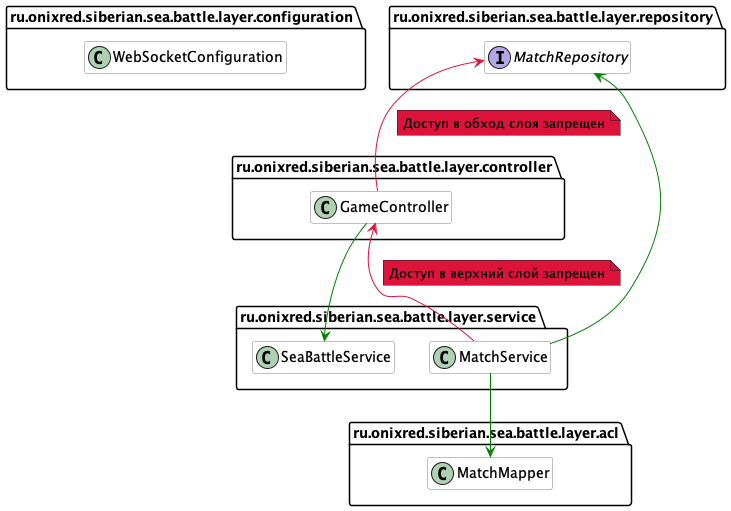 ru.onixred.siberian.sea.battle.layer.configuration
C WebSocketConfiguration
ru.onixred.siberian.sea.battle.layer.repository
I MatchRepository
Доступ в обход слоя запрещен
ru.onixred.siberian.sea.battle.layer.controller
C GameController
Доступ в верхний слой запрещен
ru.onixred.siberian.sea.battle.layer.service
C SeaBattleService
C MatchService
ru.onixred.siberian.sea.battle.layer.acl
C MatchMapper